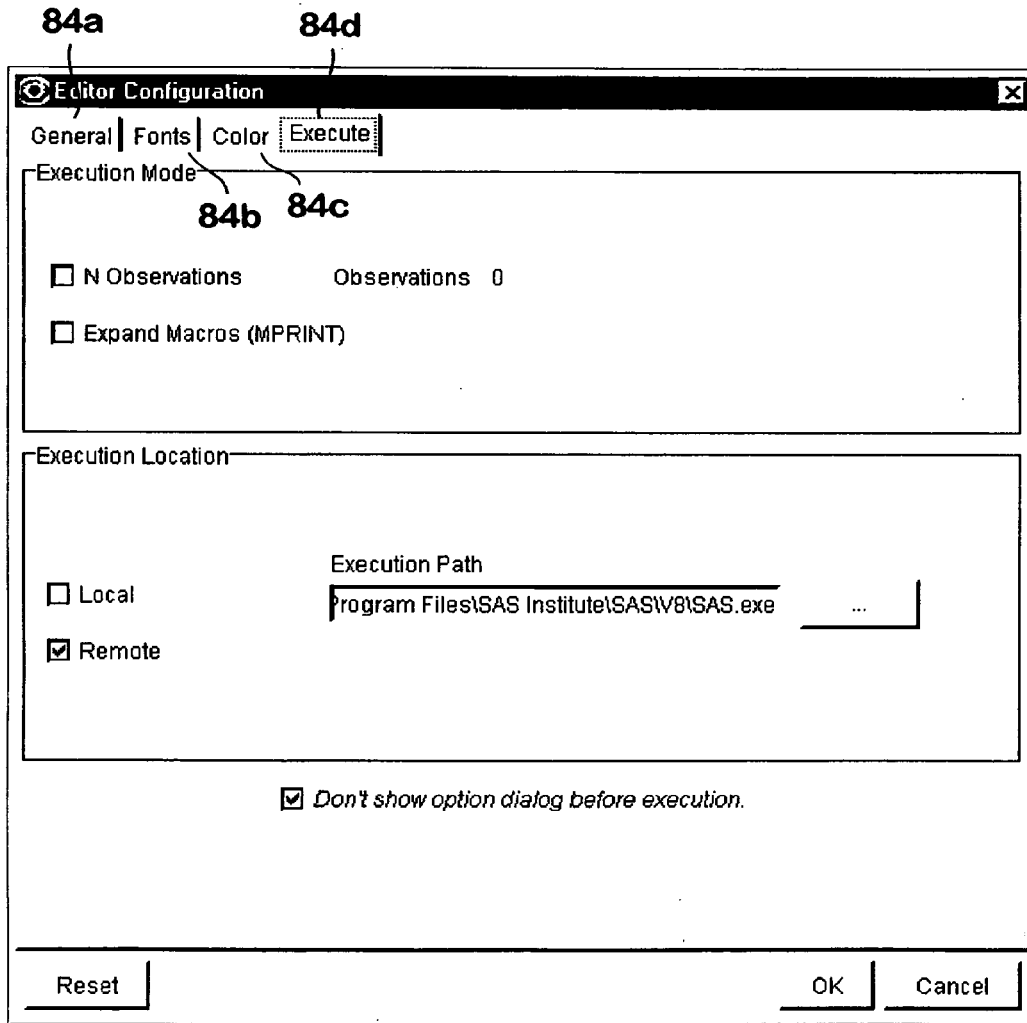 84a 84d
Editor Configuration
General Fonts Color Execute
Execution Mode
84b 84c
N Observations Observations 0
Expand Macros (MPRINT)
Execution Location
Execution Path
Local Program Files\SAS Institute\SAS\V8\SAS.exe ...
Remote
Don't show option dialog before execution.
Reset OK Cancel